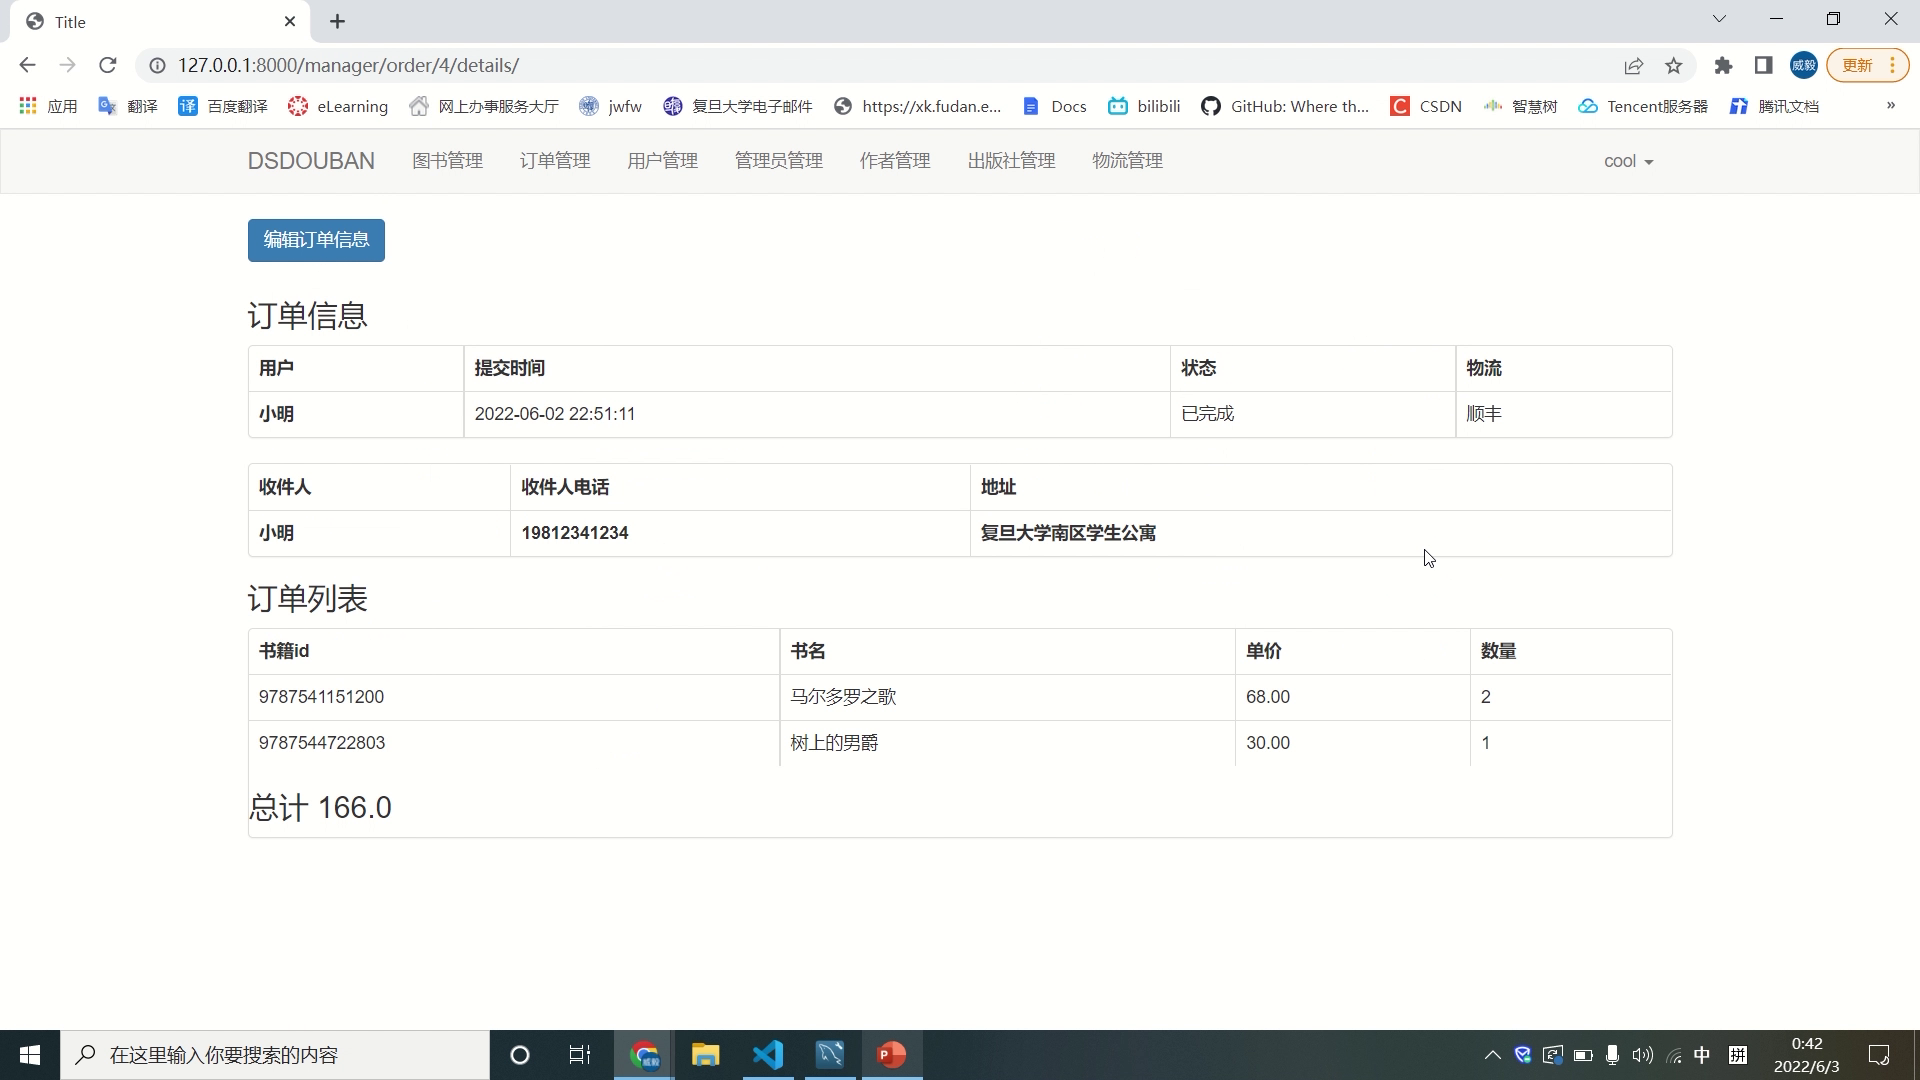 Title
127.0.0.1:8000/manager/order/4/details/
威毅
更新
应用 翻译 百度翻译 eLearning 网上办事服务大厅 jwfw 复旦大学电子邮件 https://xk.fudan.e... Docs bilibili GitHub: Where th... CSDN 智慧树 Tencent服务器 腾讯文档 »
DSDOUBAN 图书管理 订单管理 用户管理 管理员管理 作者管理 出版社管理 物流管理 cool
编辑订单信息
订单信息
用户 提交时间 状态 物流
小明 2022-06-02 22:51:11 已完成 顺丰
收件人 收件人电话 地址
小明 19812341234 复旦大学南区学生公寓
订单列表
书籍id 书名 单价 数量
9787541151200 马尔多罗之歌 68.00 2
9787544722803 树上的男爵 30.00 1
总计 166.0
在这里输入你要搜索的内容
中 拼
0:42
2022/6/3